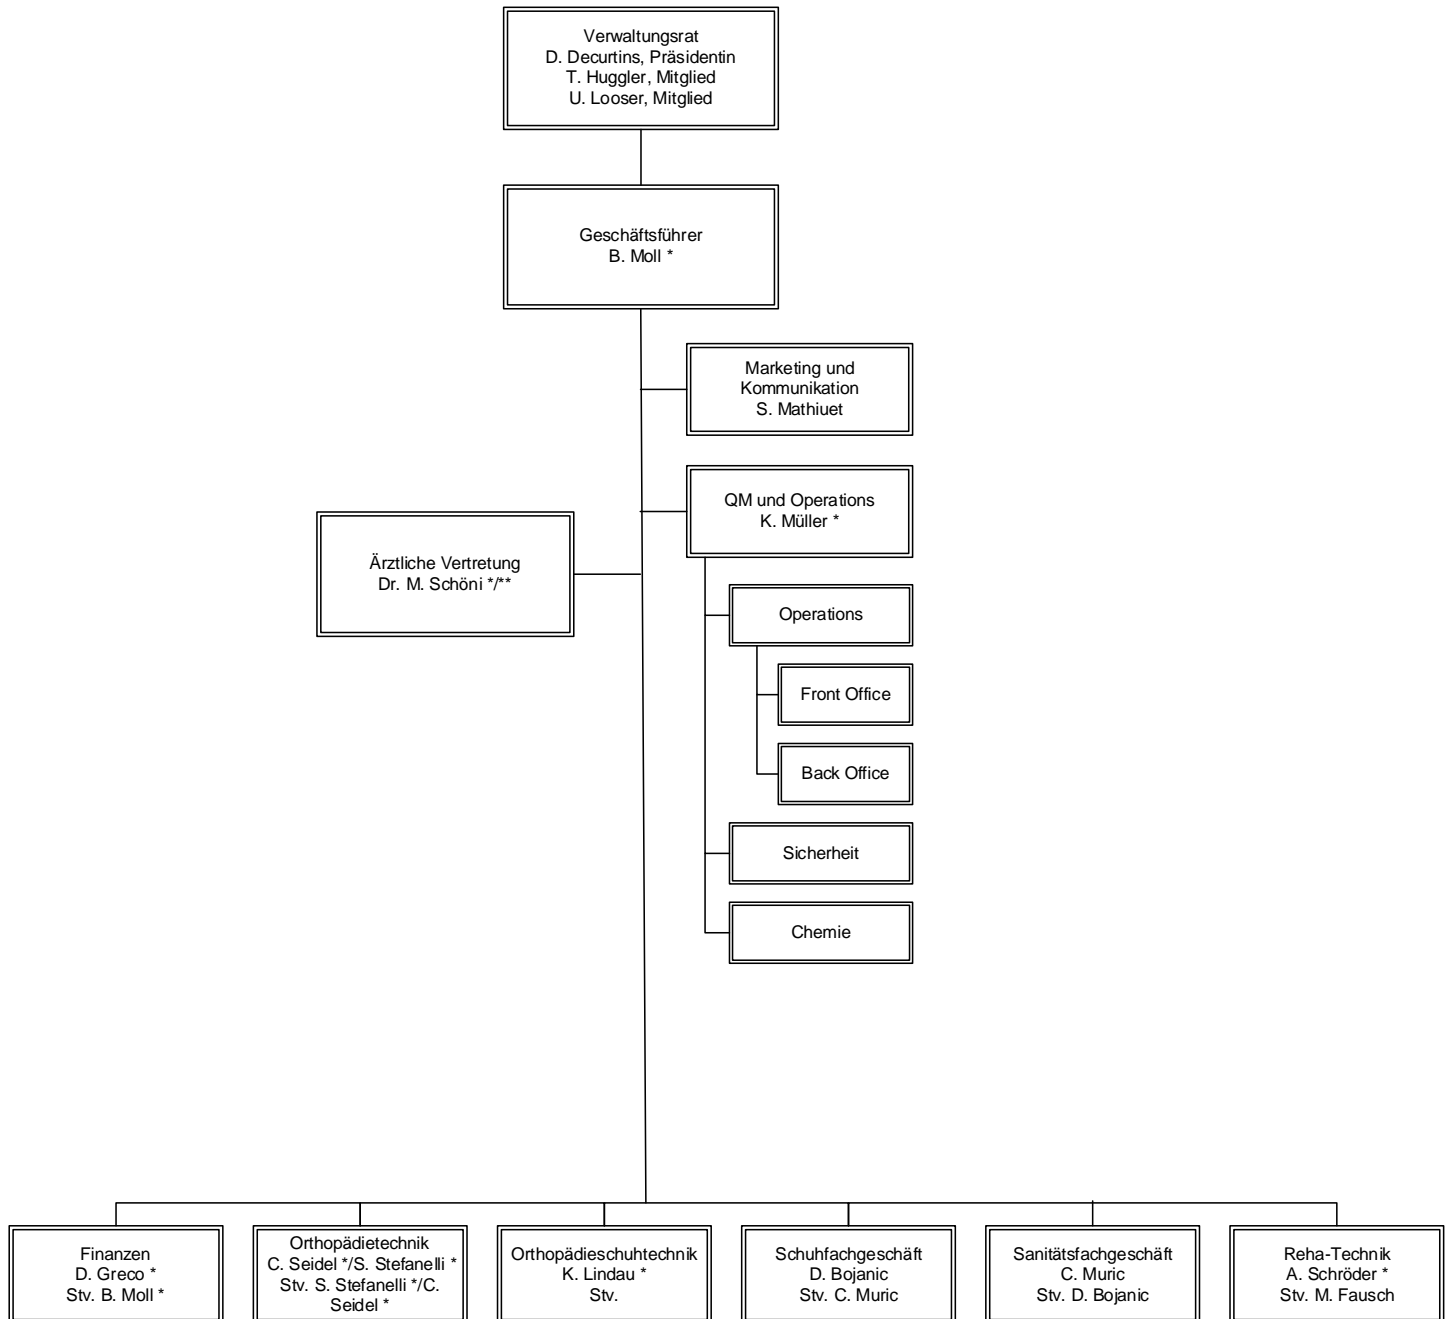 Verwaltungsrat
D. Decurtins, Präsidentin
T. Huggler, Mitglied
U. Looser, Mitglied
Geschäftsführer
B. Moll *
Marketing und
Kommunikation
S. Mathiuet
QM und Operations
K. Müller *
Ärztliche Vertretung
Dr. M. Schöni */**
Operations
Front Office
Back Office
Sicherheit
Chemie
Finanzen
D. Greco *
Stv. B. Moll *
Orthopädietechnik
C. Seidel */S. Stefanelli *
Stv. S. Stefanelli */C.
Seidel *
Orthopädieschuhtechnik
K. Lindau *
Stv.
Schuhfachgeschäft
D. Bojanic
Stv. C. Muric
Sanitätsfachgeschäft
C. Muric
Stv. D. Bojanic
Reha-Technik
A. Schröder *
Stv. M. Fausch